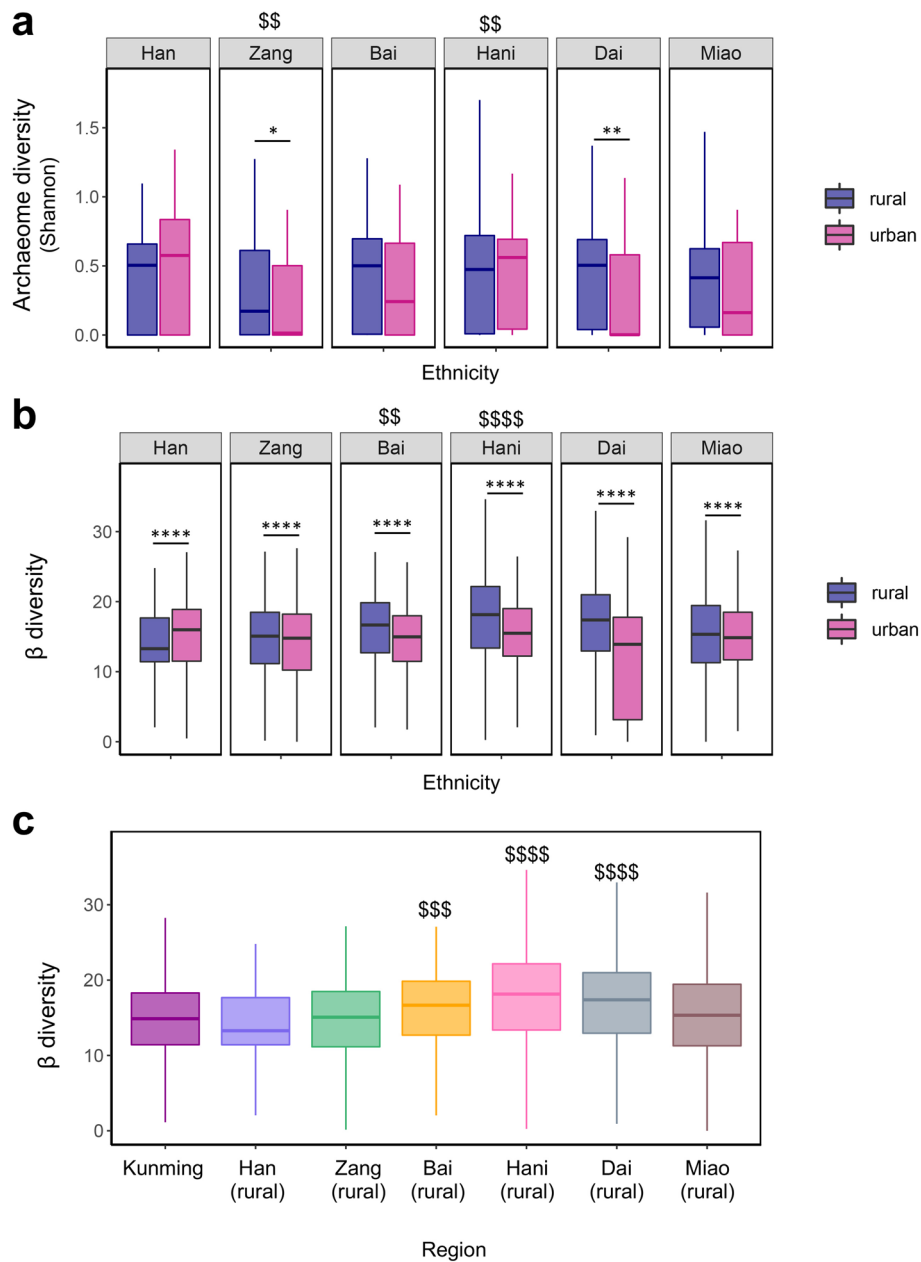 a
$$ $$
Han Zang Bai Hani Dai Miao
Archaeome diversity
(Shannon)
1.5
1.0
0.5
0.0
* **
rural
urban
Ethnicity
b
$$ $$$$
Han Zang Bai Hani Dai Miao
β diversity
30
20
10
0
**** **** **** **** **** ****
rural
urban
Ethnicity
c
β diversity
30
20
10
0
$$$ $$$$ $$$$
Kunming Han Zang Bai Hani Dai Miao
(rural) (rural) (rural) (rural) (rural) (rural)
Region